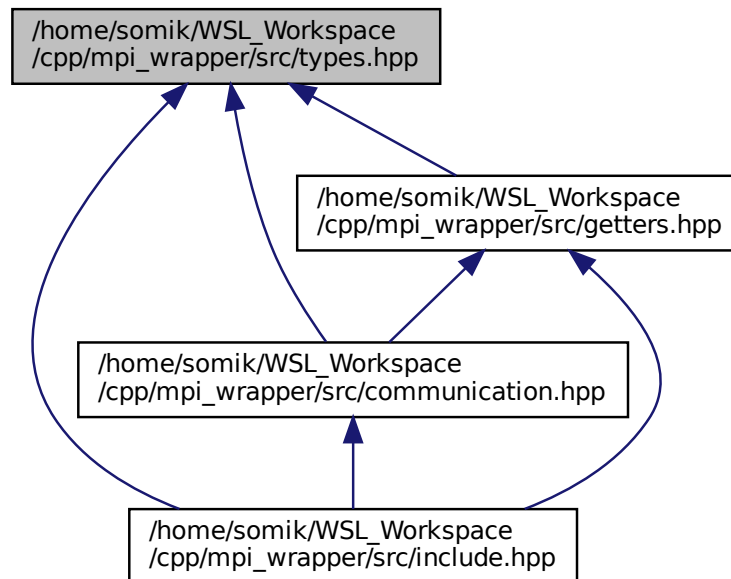 /home/somik/WSL_Workspace
/cpp/mpi_wrapper/src/types.hpp
/home/somik/WSL_Workspace
/cpp/mpi_wrapper/src/getters.hpp
/home/somik/WSL_Workspace
/cpp/mpi_wrapper/src/communication.hpp
/home/somik/WSL_Workspace
/cpp/mpi_wrapper/src/include.hpp